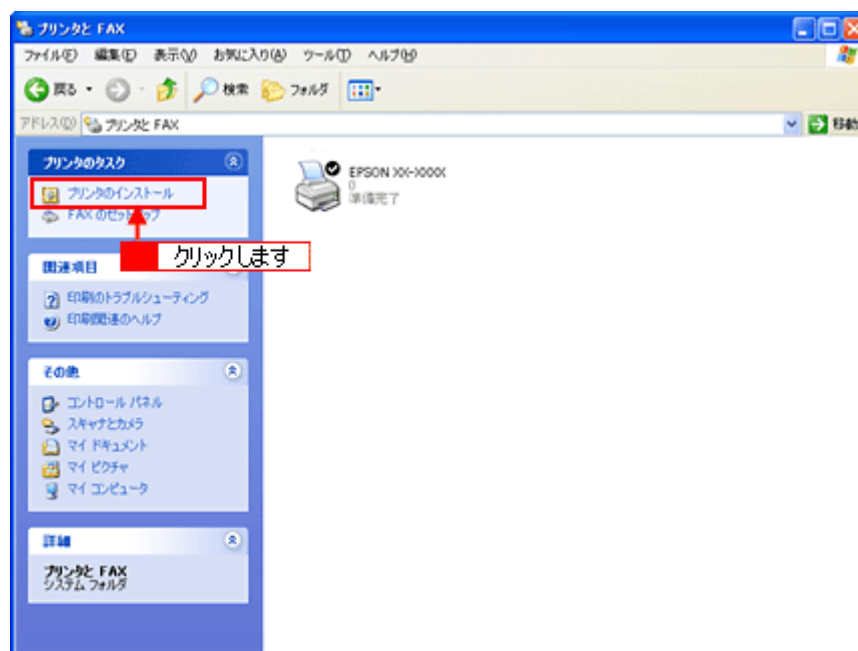 プリンタと FAX
ファイル(F) 編集(E) 表示(V) お気に入り(A) ツール(T) ヘルプ(H)
戻る 検索 フォルダ
アドレス(D) プリンタと FAX 移動
プリンタのタスク
プリンタのインストール
FAX のセットアップ
クリックします
関連項目
印刷のトラブルシューティング
印刷関連のヘルプ
その他
コントロール パネル
スキャナとカメラ
マイ ドキュメント
マイ ピクチャ
マイ コンピュータ
詳細
プリンタと FAX
システム フォルダ
EPSON XX-XXXX
0
準備完了